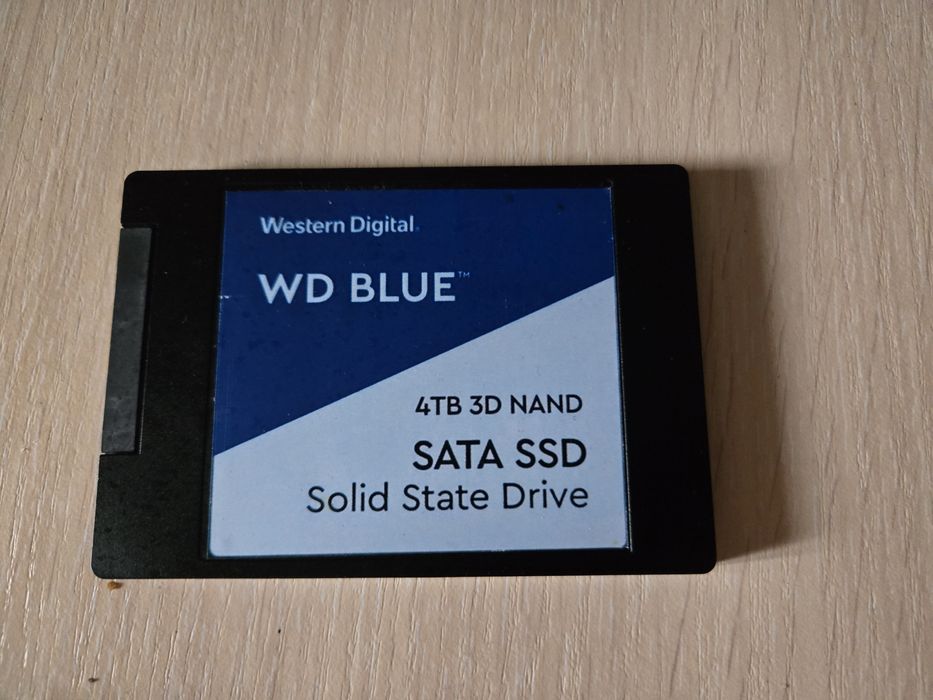 Western Digital.
WD BLUE™
4TB 3D NAND
SATA SSD
Solid State Drive